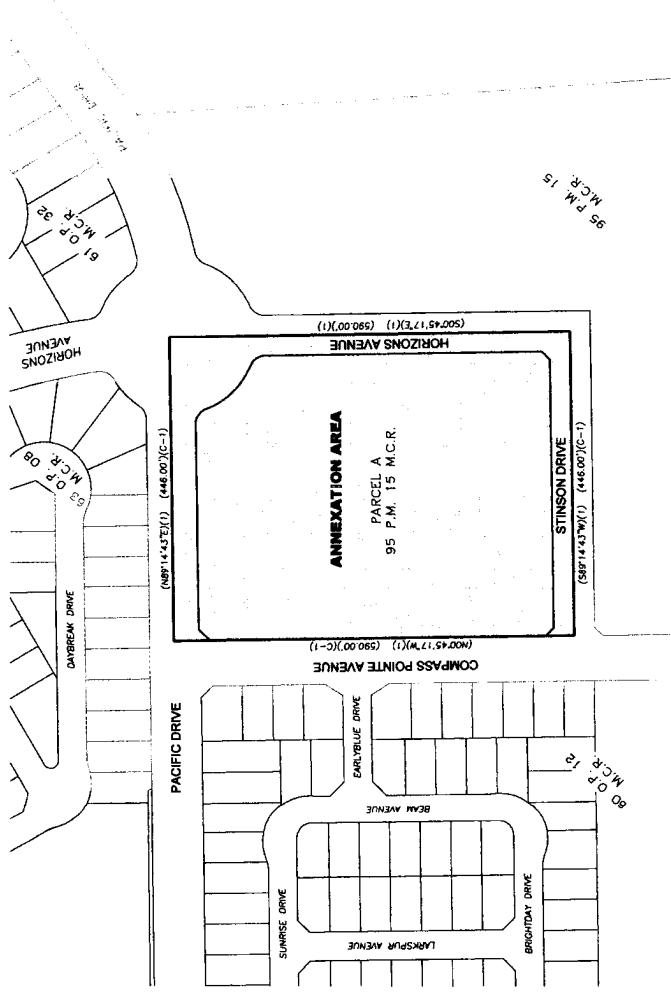 61 O.P. 32
M.C.R.
HORIZONS
AVENUE
63 O.P. 08
M.C.R.
DAYBREAK DRIVE
95 P.M. 15
M.C.R.
(N89°14'43"E)(1) (446.00')(C-1)
(S00°45'17"E)(1) (590.00')(1)
HORIZONS AVENUE
ANNEXATION AREA
PARCEL A
95 P.M. 15 M.C.R.
STINSON DRIVE
(S89°14'43"W)(1) (446.00')(C-1)
(N00°45'17"W)(1) (590.00')(C-1)
COMPASS POINTE AVENUE
PACIFIC DRIVE
EARLYBLUE DRIVE
BEAM AVENUE
60 O.P. 12
M.C.R.
SUNRISE DRIVE
LARKSPUR AVENUE
BRIGHTDAY DRIVE